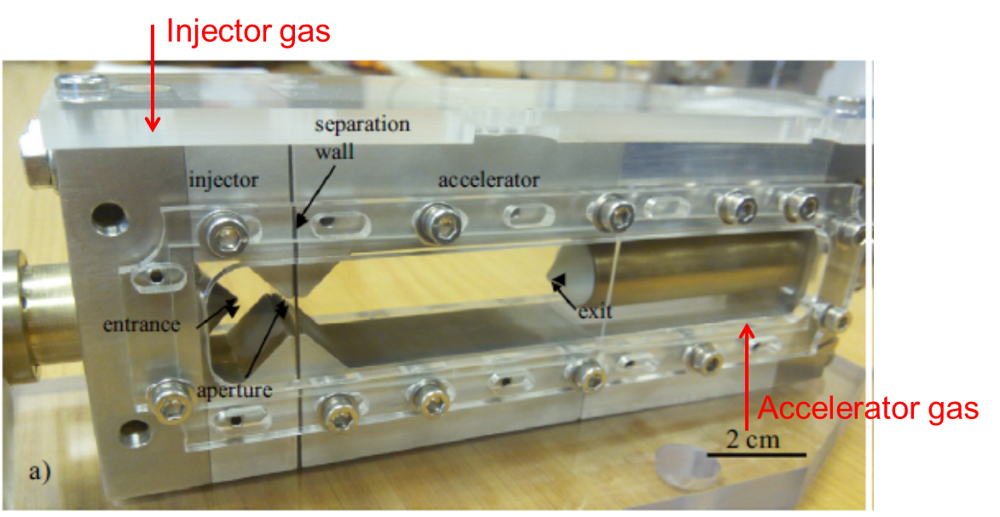 Injector gas
separation
wall
injector
accelerator
entrance
exit
aperture
Accelerator gas
2 cm
a)